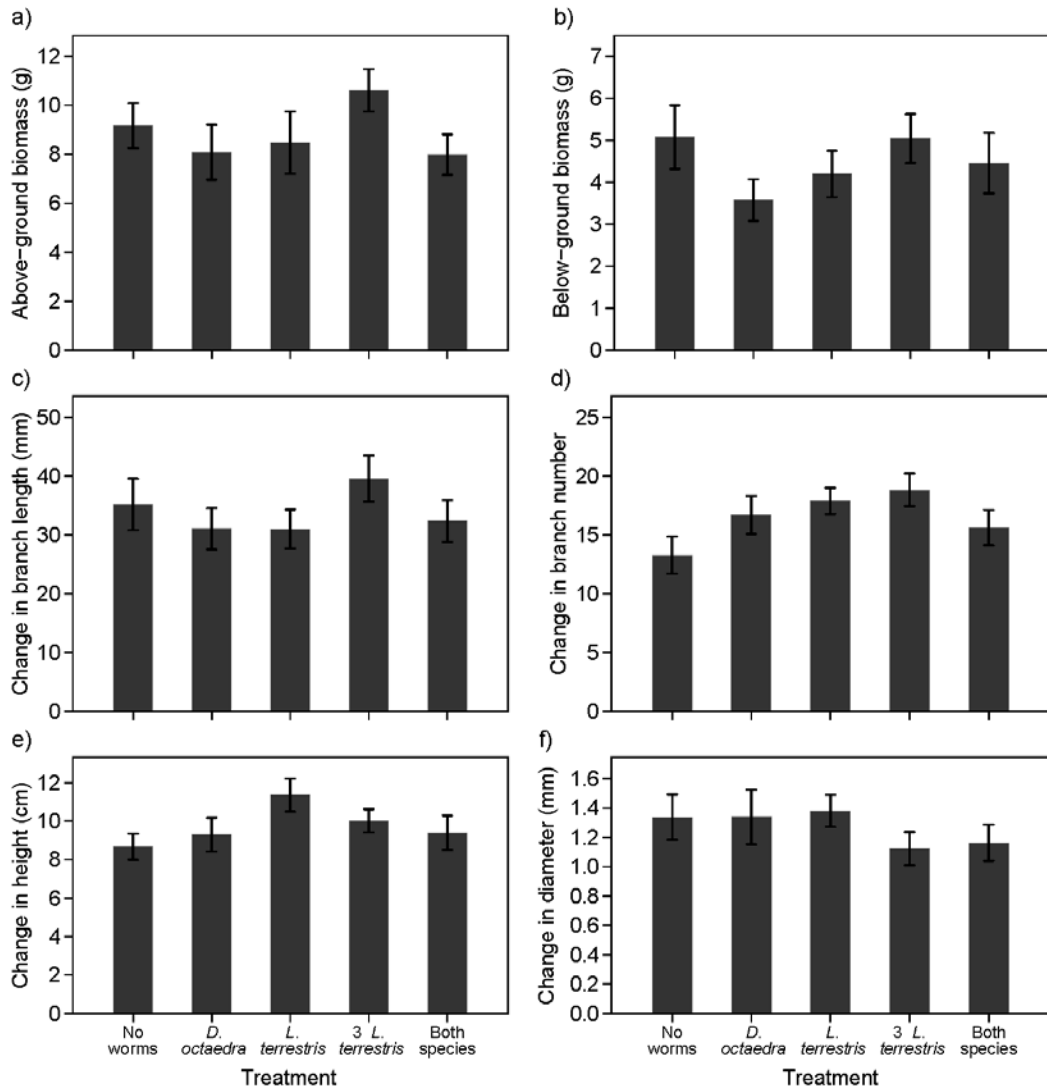 a)
Above-ground biomass (g)
12
10
8
6
4
2
0
b)
Below-ground biomass (g)
7
6
5
4
3
2
1
0
c)
Change in branch length (mm)
50
40
30
20
10
0
d)
Change in branch number
25
20
15
10
5
0
e)
Change in height (cm)
12
10
8
6
4
2
0
No
worms
D.
octaedra
L.
terrestris
3 L.
terrestris
Both
species
Treatment
f)
Change in diameter (mm)
1.6
1.4
1.2
1.0
0.8
0.6
0.4
0.2
0.0
No
worms
D.
octaedra
L.
terrestris
3 L.
terrestris
Both
species
Treatment